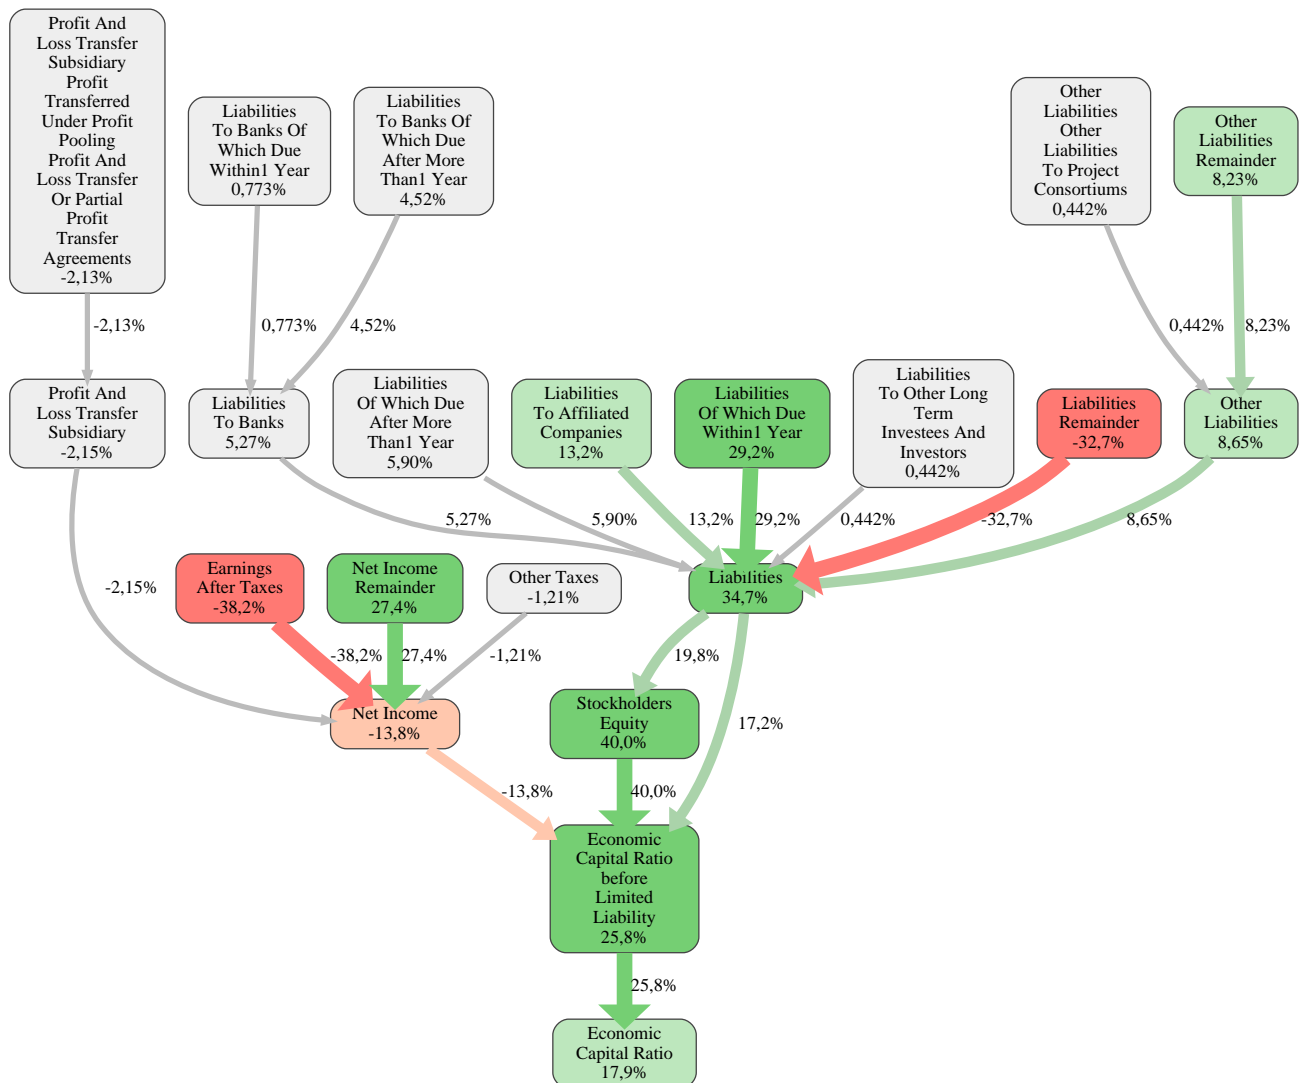 Profit And
Loss Transfer
Subsidiary
Profit
Transferred
Under Profit
Pooling
Profit And
Loss Transfer
Or Partial
Profit
Transfer
Agreements
-2,13%
Liabilities
To Banks Of
Which Due
Within1 Year
0,773%
Liabilities
To Banks Of
Which Due
After More
Than1 Year
4,52%
Other
Liabilities
Other
Liabilities
To Project
Consortiums
0,442%
Other
Liabilities
Remainder
8,23%
-2,13%
0,773%
4,52%
0,442%
8,23%
Profit And
Loss Transfer
Subsidiary
-2,15%
Liabilities
To Banks
5,27%
Liabilities
Of Which Due
After More
Than1 Year
5,90%
Liabilities
To Affiliated
Companies
13,2%
Liabilities
Of Which Due
Within1 Year
29,2%
Liabilities
To Other Long
Term
Investees And
Investors
0,442%
Liabilities
Remainder
-32,7%
Other
Liabilities
8,65%
5,27%
5,90%
13,2%
29,2%
0,442%
-32,7%
8,65%
-2,15%
Earnings
After Taxes
-38,2%
Net Income
Remainder
27,4%
Other Taxes
-1,21%
Liabilities
34,7%
-38,2%
27,4%
-1,21%
19,8%
17,2%
Net Income
-13,8%
Stockholders
Equity
40,0%
-13,8%
40,0%
Economic
Capital Ratio
before
Limited
Liability
25,8%
25,8%
Economic
Capital Ratio
17,9%